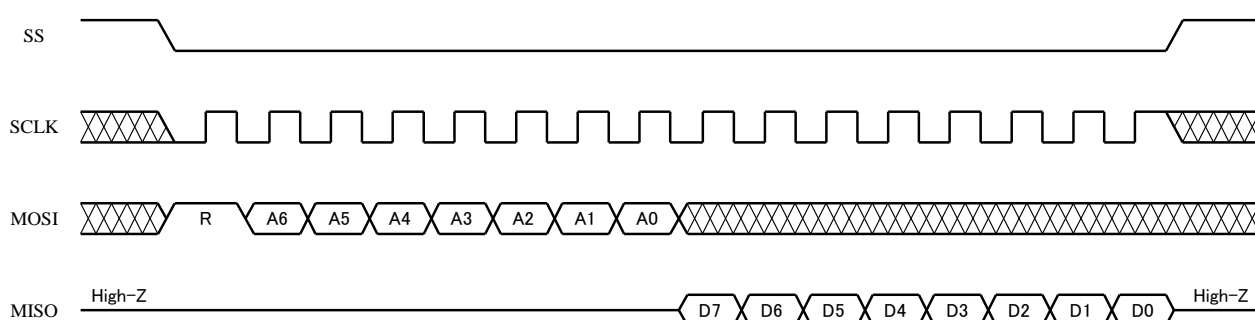 SS
SCLK
MOSI R A6 A5 A4 A3 A2 A1 A0
MISO High-Z D7 D6 D5 D4 D3 D2 D1 D0 High-Z